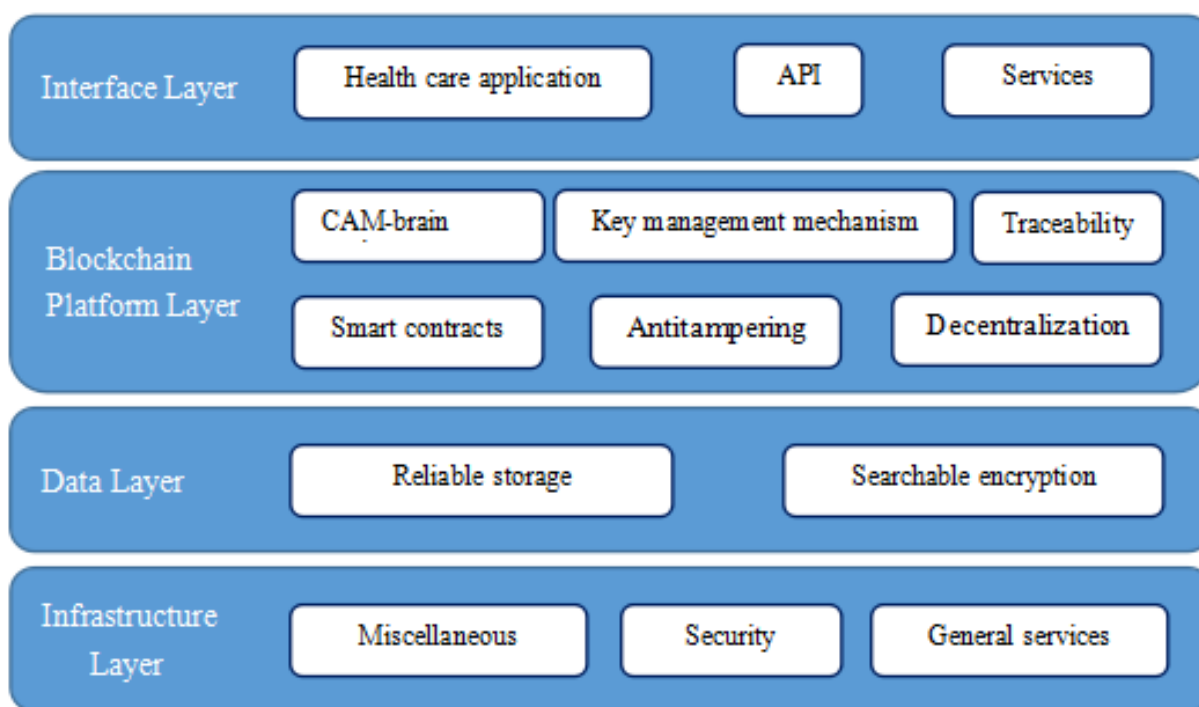 Interface Layer
Health care application
API
Services
Blockchain
Platform Layer
CAM-brain
Key management mechanism
Traceability
Smart contracts
Antitampering
Decentralization
Data Layer
Reliable storage
Searchable encryption
Infrastructure
Layer
Miscellaneous
Security
General services